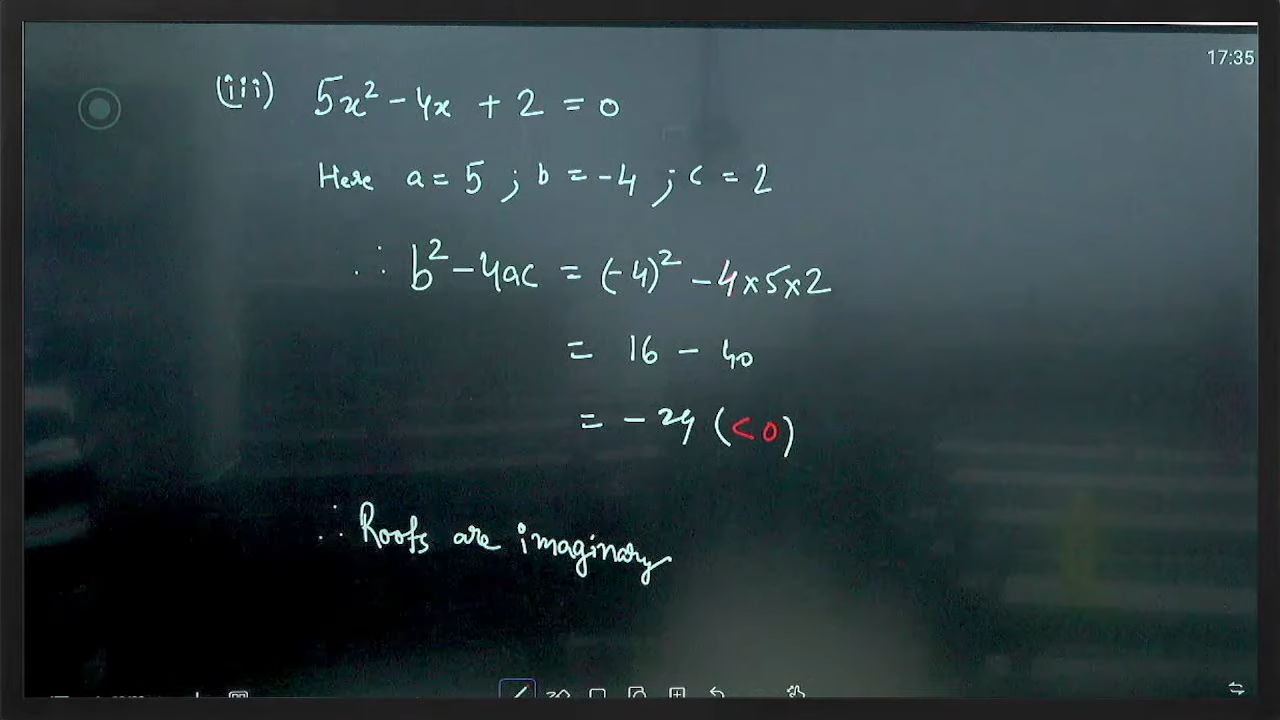 17:35
(iii) 5x² - 4x + 2 = 0
Here a = 5 ; b = -4 ; c = 2
∴ b² - 4ac = (-4)² - 4×5×2
= 16 - 40
= -24 (<0)
∴ Roots are imaginary